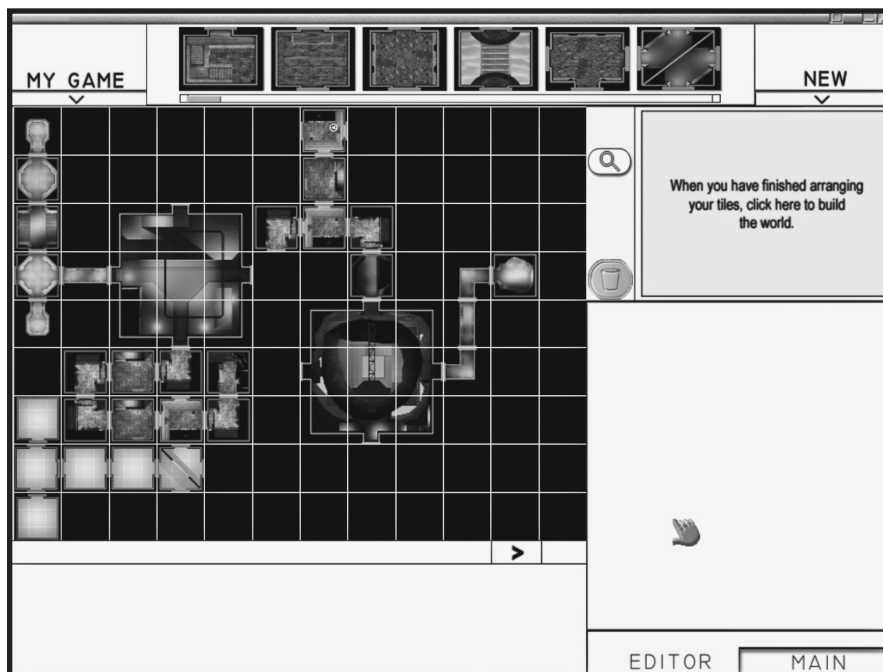 MY GAME
NEW
When you have finished arranging
your tiles, click here to build
the world.
>
EDITOR
MAIN